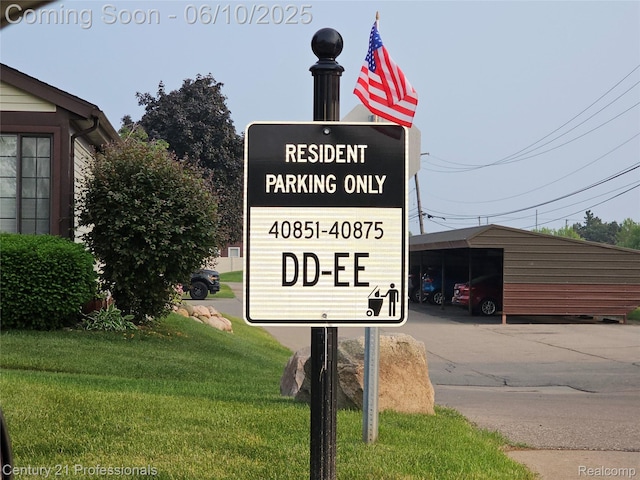 Coming Soon - 06/10/2025
RESIDENT
PARKING ONLY
40851-40875
DD-EE
Century 21 Professionals
Realcomp